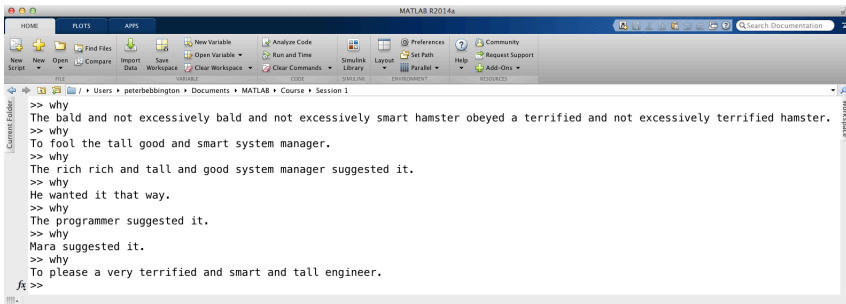 MATLAB R2014a
HOME PLOTS APPS
Search Documentation
New Script
New
Open
Find Files
Compare
Import Data
Save Workspace
New Variable
Open Variable
Clear Workspace
Analyze Code
Run and Time
Clear Commands
Simulink Library
Layout
Preferences
Set Path
Parallel
Help
Community
Request Support
Add-Ons
FILE VARIABLE CODE SIMULINK ENVIRONMENT RESOURCES
/ Users peterbebbington Documents MATLAB Course Session 1
Current Folder
Workspace
>> why
The bald and not excessively bald and not excessively smart hamster obeyed a terrified and not excessively terrified hamster.
>> why
To fool the tall good and smart system manager.
>> why
The rich rich and tall and good system manager suggested it.
>> why
He wanted it that way.
>> why
The programmer suggested it.
>> why
Mara suggested it.
>> why
To please a very terrified and smart and tall engineer.
fx >>